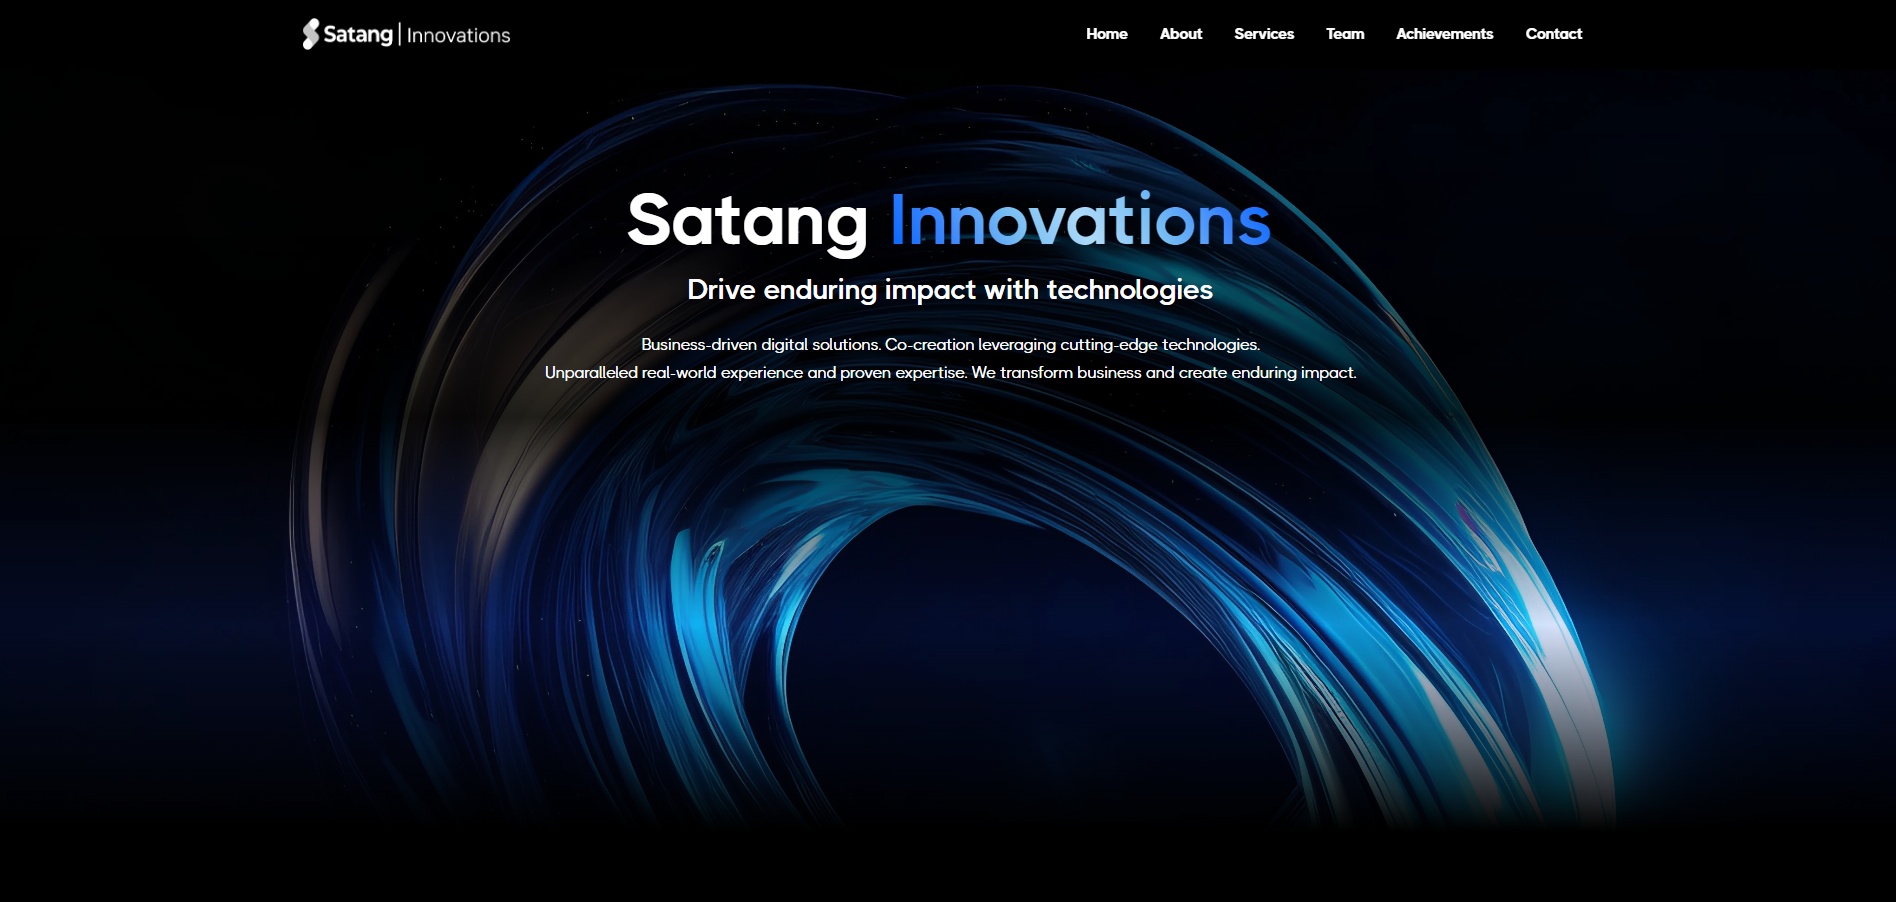 Satang | Innovations
Home About Services Team Achievements Contact
Satang Innovations
Drive enduring impact with technologies
Business-driven digital solutions. Co-creation leveraging cutting-edge technologies.
Unparalleled real-world experience and proven expertise. We transform business and create enduring impact.